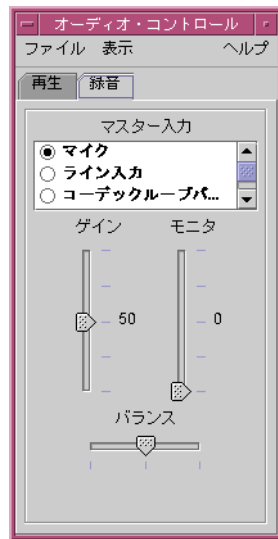 オーディオ・コントロール
ファイル 表示 ヘルプ
再生 録音
マスター入力
マイク
ライン入力
コーデックループバ...
ゲイン モニタ
50 0
バランス